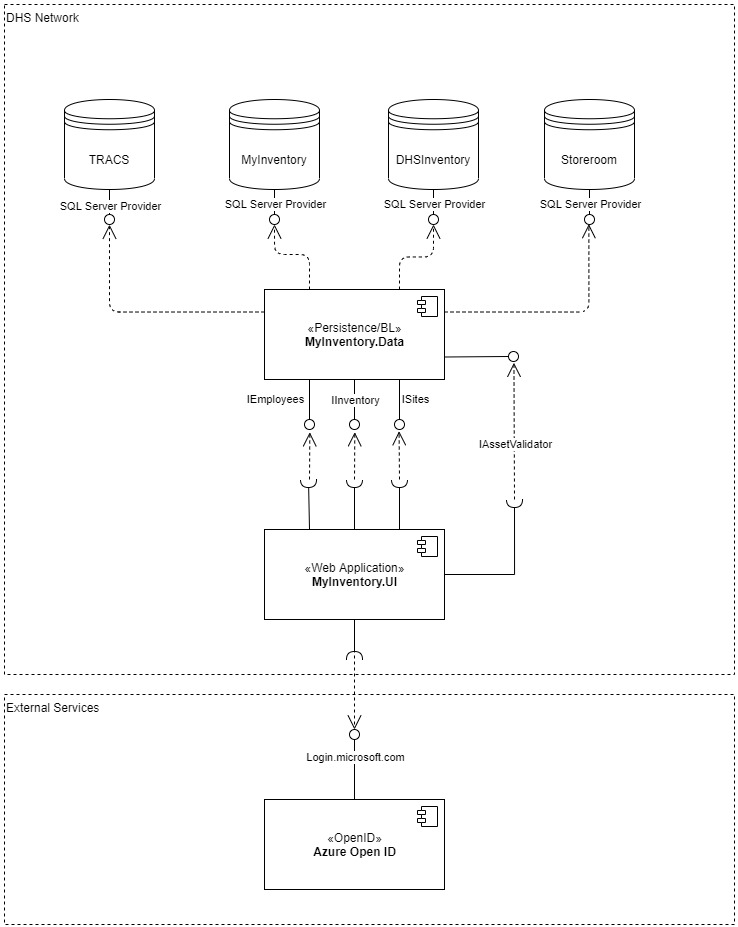 DHS Network
TRACS
MyInventory
DHSInventory
Storeroom
SQL Server Provider
SQL Server Provider
SQL Server Provider
SQL Server Provider
«Persistence/BL»
MyInventory.Data
IEmployees
IInventory
ISites
IAssetValidator
«Web Application»
MyInventory.UI
External Services
Login.microsoft.com
«OpenID»
Azure Open ID